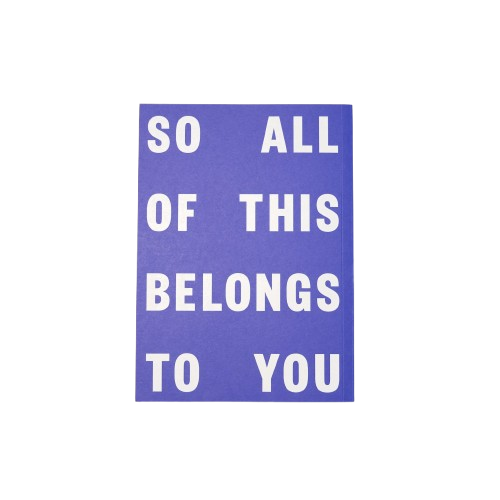 SO ALL
OF THIS
BELONGS
TO YOU